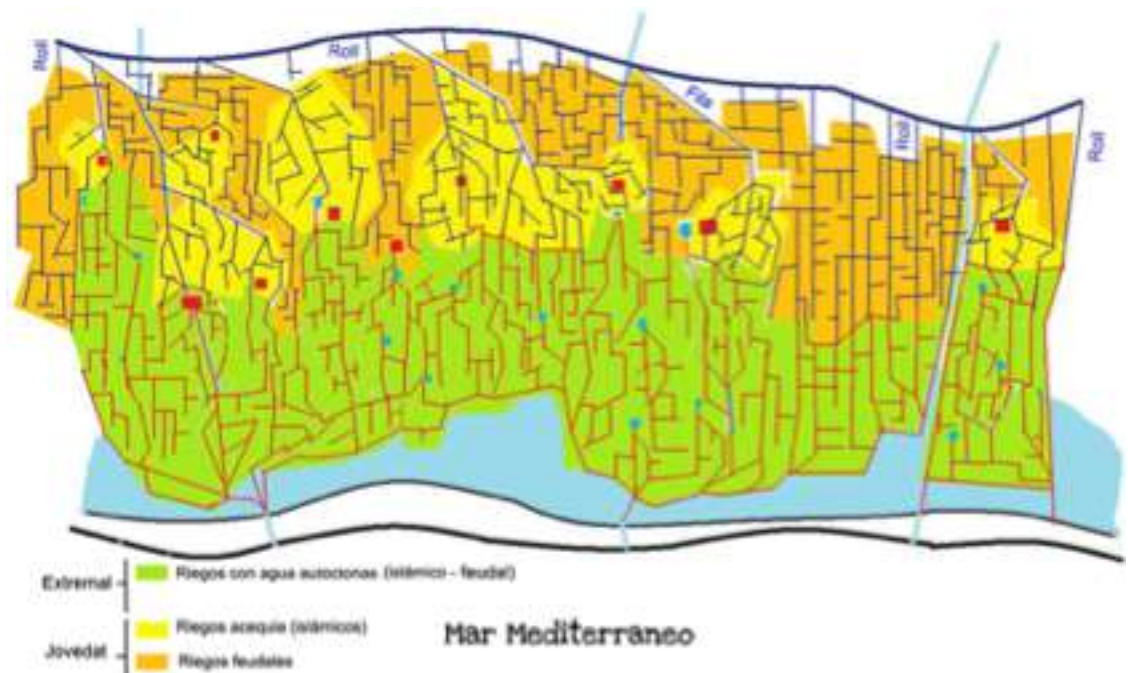 Roll
Roll
Fila
Roll
Roll
Extremal
Riegos con agua autoctonas (islámico - feudal)
Riegos acequia (islámicos)
Jovedat
Riegos feudales
Mar Mediterraneo